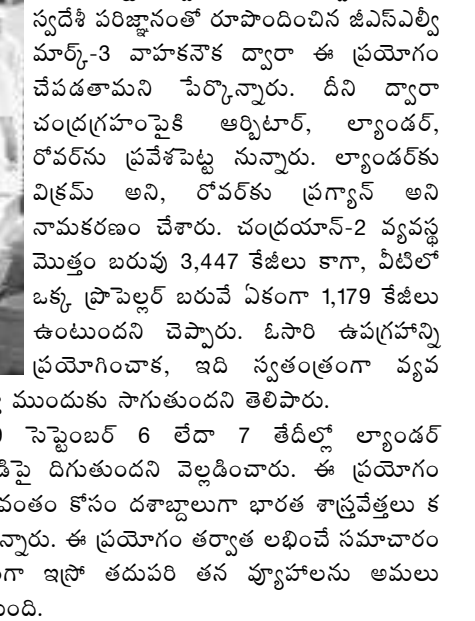 స్వదేశీ పరిజ్ఞానంతో రూపొందించిన జీఎస్ఎల్వీ
మార్క్-3 వాహకనౌక ద్వారా ఈ ప్రయోగం
చేపడతామని పేర్కొన్నారు. దీని ద్వారా
చంద్రగ్రహంపైకి ఆర్బిటార్, ల్యాండర్,
రోవర్‌ను ప్రవేశపెట్ట నున్నారు. ల్యాండర్‌కు
విక్రమ్ అని, రోవర్‌కు ప్రగ్యాన్ అని
నామకరణం చేశారు. చంద్రయాన్-2 వ్యవస్థ
మొత్తం బరువు 3,447 కేజీలు కాగా, వీటిలో
ఒక్క ప్రొపెల్లర్ బరువే ఏకంగా 1,179 కేజీలు
ఉంటుందని చెప్పారు. ఓసారి ఉపగ్రహాన్ని
ప్రయోగించాక, ఇది స్వతంత్రంగా వ్యవ
ముందుకు సాగుతుందని తెలిపారు.
సెప్టెంబర్ 6 లేదా 7 తేదీల్లో ల్యాండర్
దిగుతుందని వెల్లడించారు. ఈ ప్రయోగం
కోసం దశాబ్దాలుగా భారత శాస్త్రవేత్తలు క
న్నారు. ఈ ప్రయోగం తర్వాత లభించే సమాచారం
ఇస్రో తదుపరి తన వ్యూహాలను అమలు